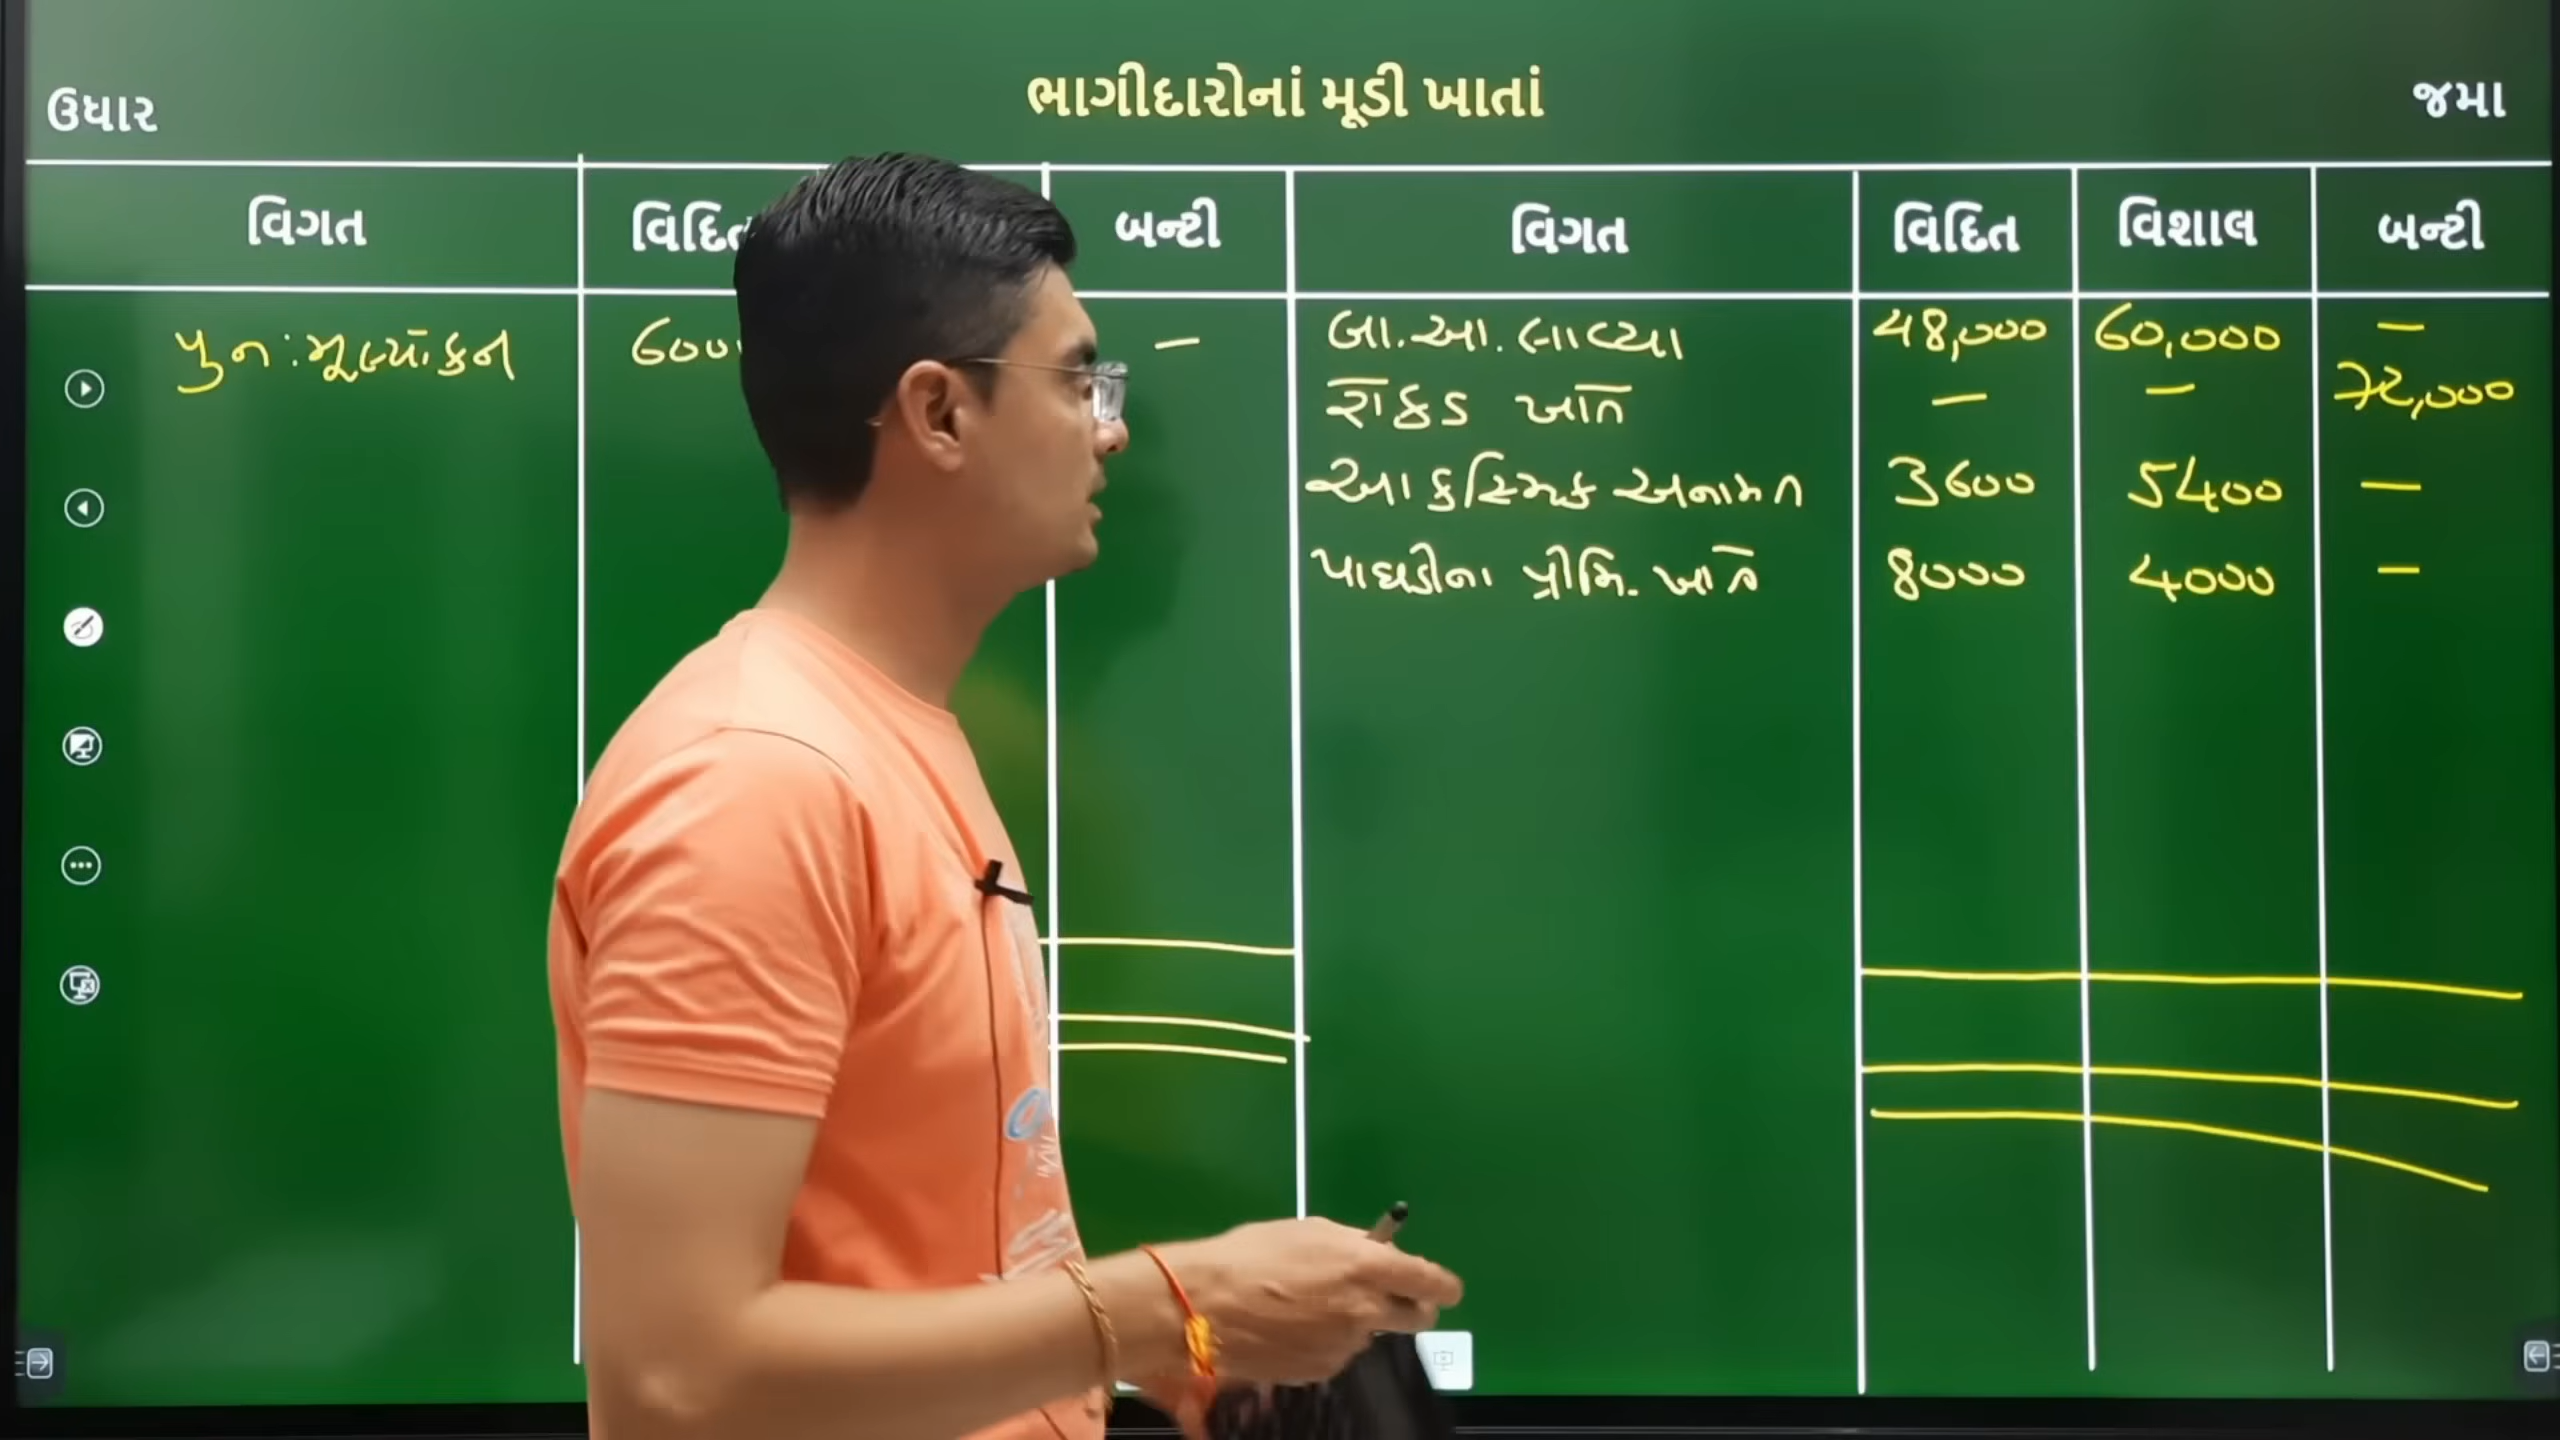 ભાગીદારોનાં મૂડી ખાતાં
ઉધાર જમા
વિગત બન્ટી વિગત વિદિત વિશાલ બન્ટી
પુનઃમૂલ્યાંકન — બા.આ. લાવ્યા 48,000 60,000 —
રોકડ ખાતે — — 72,000
આકસ્મિક અનામત 3600 5400 —
પાઘડીના પ્રીમિ. ખાતે 8000 4000 —